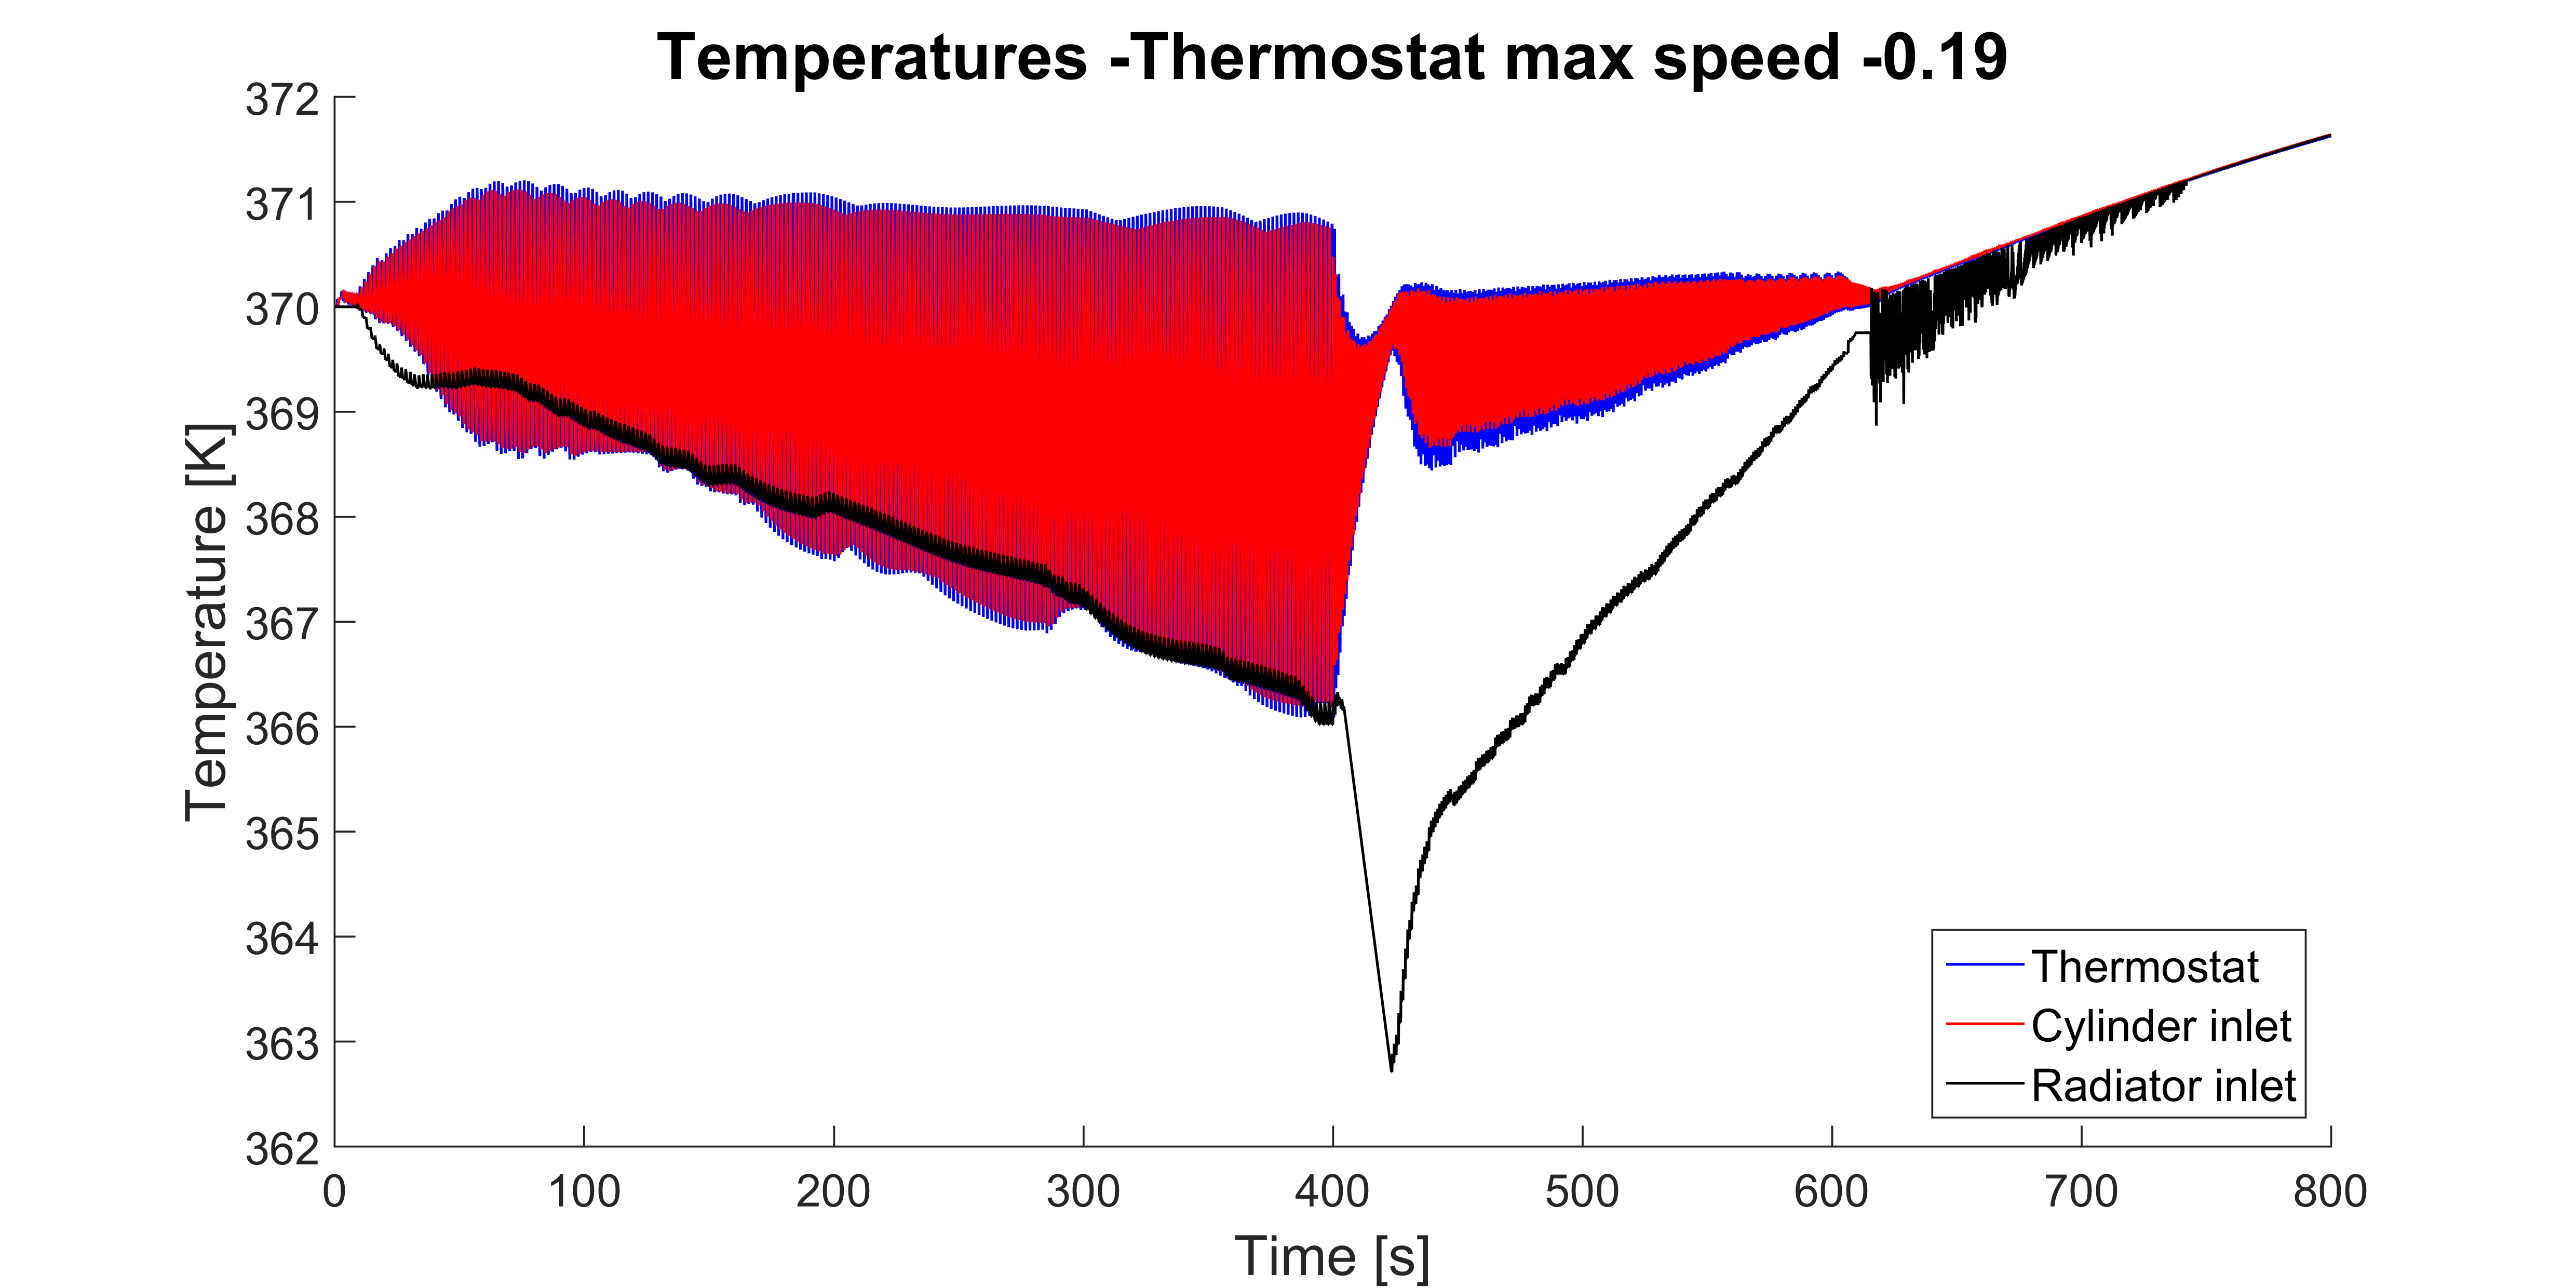 Temperatures -Thermostat max speed -0.19
372
371
370
369
368
367
366
365
364
363
362
Temperature [K]
0 100 200 300 400 500 600 700 800
Time [s]
Thermostat
Cylinder inlet
Radiator inlet